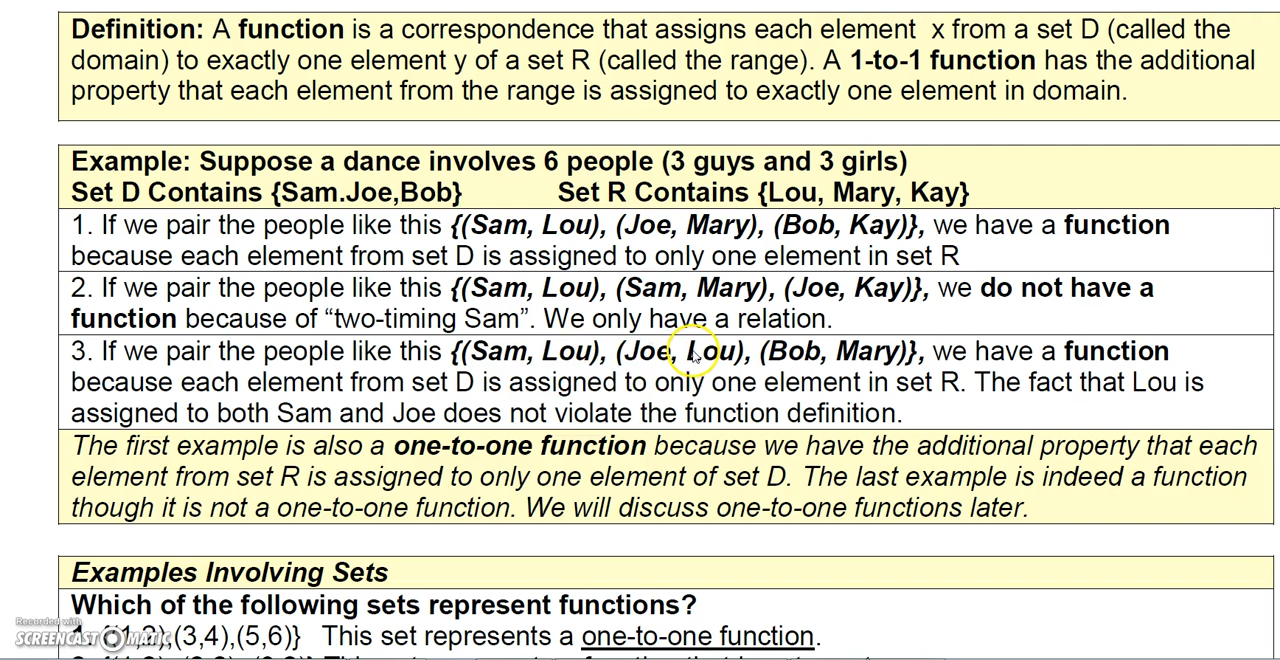 Definition: A function is a correspondence that assigns each element x from a set D (called the
domain) to exactly one element y of a set R (called the range). A 1-to-1 function has the additional
property that each element from the range is assigned to exactly one element in domain.
Example: Suppose a dance involves 6 people (3 guys and 3 girls)
Set D Contains {Sam.Joe,Bob} Set R Contains {Lou, Mary, Kay}
1. If we pair the people like this {(Sam, Lou), (Joe, Mary), (Bob, Kay)}, we have a function
because each element from set D is assigned to only one element in set R
2. If we pair the people like this {(Sam, Lou), (Sam, Mary), (Joe, Kay)}, we do not have a
function because of “two-timing Sam”. We only have a relation.
3. If we pair the people like this {(Sam, Lou), (Joe, Lou), (Bob, Mary)}, we have a function
because each element from set D is assigned to only one element in set R. The fact that Lou is
assigned to both Sam and Joe does not violate the function definition.
The first example is also a one-to-one function because we have the additional property that each
element from set R is assigned to only one element of set D. The last example is indeed a function
though it is not a one-to-one function. We will discuss one-to-one functions later.
Examples Involving Sets
Which of the following sets represent functions?
1. {(1,2),(3,4),(5,6)} This set represents a one-to-one function.
Recorded with
SCREENCAST MATIC